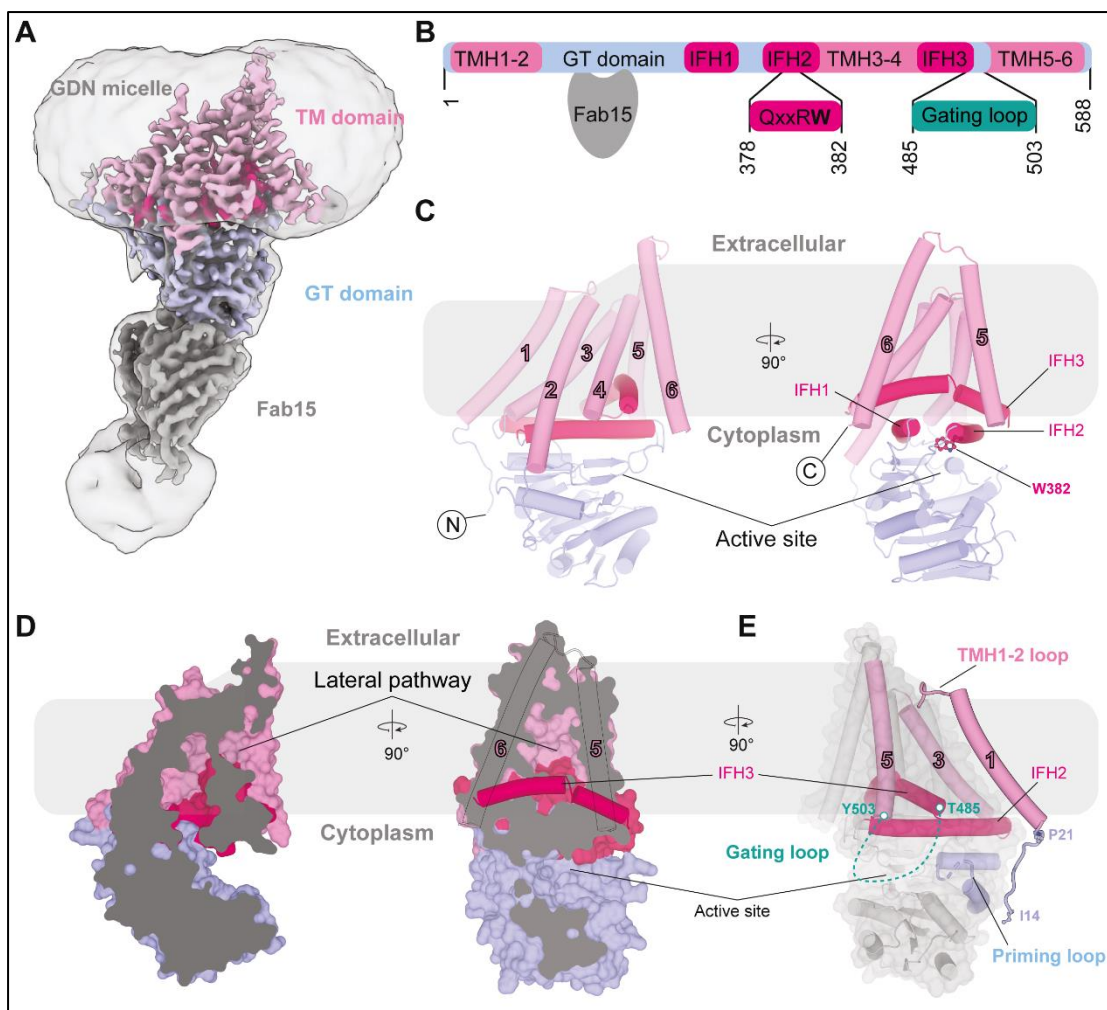 A
GDN micelle
TM domain
GT domain
Fab15
B
TMH1-2
GT domain
IFH1
IFH2
TMH3-4
IFH3
TMH5-6
Fab15
QxxRW
Gating loop
1
378
382
485
503
588
C
Extracellular
1
2
3
4
5
6
90°
6
5
IFH3
IFH1
Cytoplasm
IFH2
C
W382
N
Active site
D
Extracellular
Lateral pathway
90°
6
5
IFH3
Cytoplasm
Active site
E
TMH1-2 loop
90°
5
3
1
IFH2
Y503
T485
Gating loop
P21
I14
Priming loop